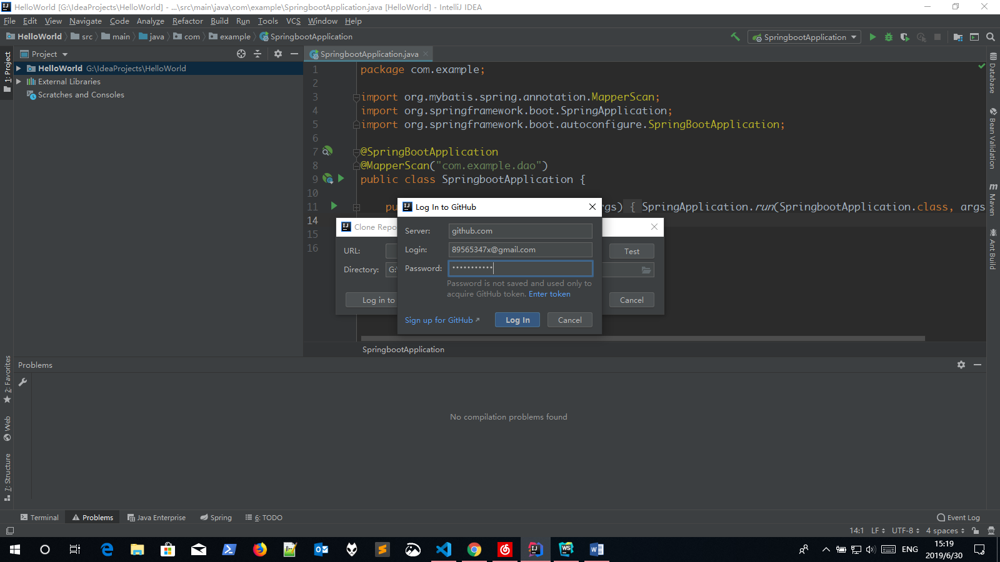 HelloWorld [G:\IdeaProjects\HelloWorld] - ...\src\main\java\com\example\SpringbootApplication.java [HelloWorld] - IntelliJ IDEA
File Edit View Navigate Code Analyze Refactor Build Run Tools VCS Window Help
HelloWorld src main java com example SpringbootApplication
SpringbootApplication
Project
SpringbootApplication.java
1: Project
HelloWorld G:\IdeaProjects\HelloWorld
External Libraries
Scratches and Consoles
1 package com.example;
2
3 import org.mybatis.spring.annotation.MapperScan;
4 import org.springframework.boot.SpringApplication;
5 import org.springframework.boot.autoconfigure.SpringBootApplication;
6
7 @SpringBootApplication
8 @MapperScan("com.example.dao")
9 public class SpringbootApplication {
10
11 pu gs) { SpringApplication.run(SpringbootApplication.class, args
14
15
16
Database
Bean Validation
m Maven
Ant Build
Clone Repo
URL:
Test
Directory: G:\
Log in to
Cancel
Log In to GitHub
Server: github.com
Login: 89565347x@gmail.com
Password: •••••••••••
Password is not saved and used only to
acquire GitHub token. Enter token
Sign up for GitHub Log In Cancel
SpringbootApplication
2: Favorites
Web
7: Structure
Problems
No compilation problems found
Terminal Problems Java Enterprise Spring 6: TODO
Event Log
14:1 LF UTF-8 4 spaces
ENG
15:19
2019/6/30